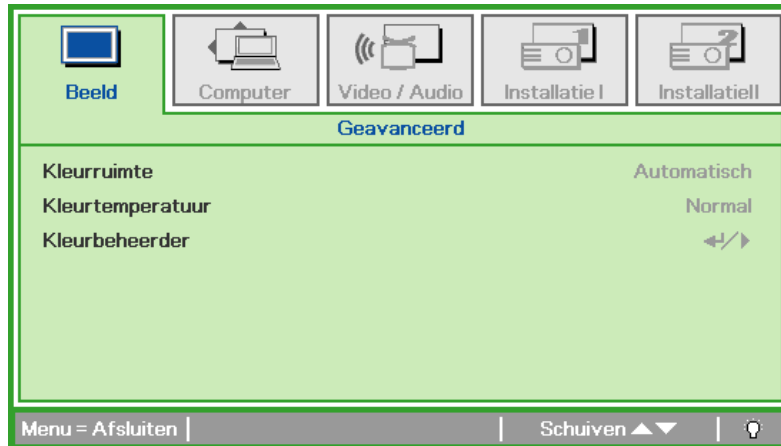 Beeld
Computer
Video / Audio
Installatie I
InstallatieII
Geavanceerd
Kleurruimte Automatisch
Kleurtemperatuur Normal
Kleurbeheerder
Menu = Afsluiten | | Schuiven ▲▼ |